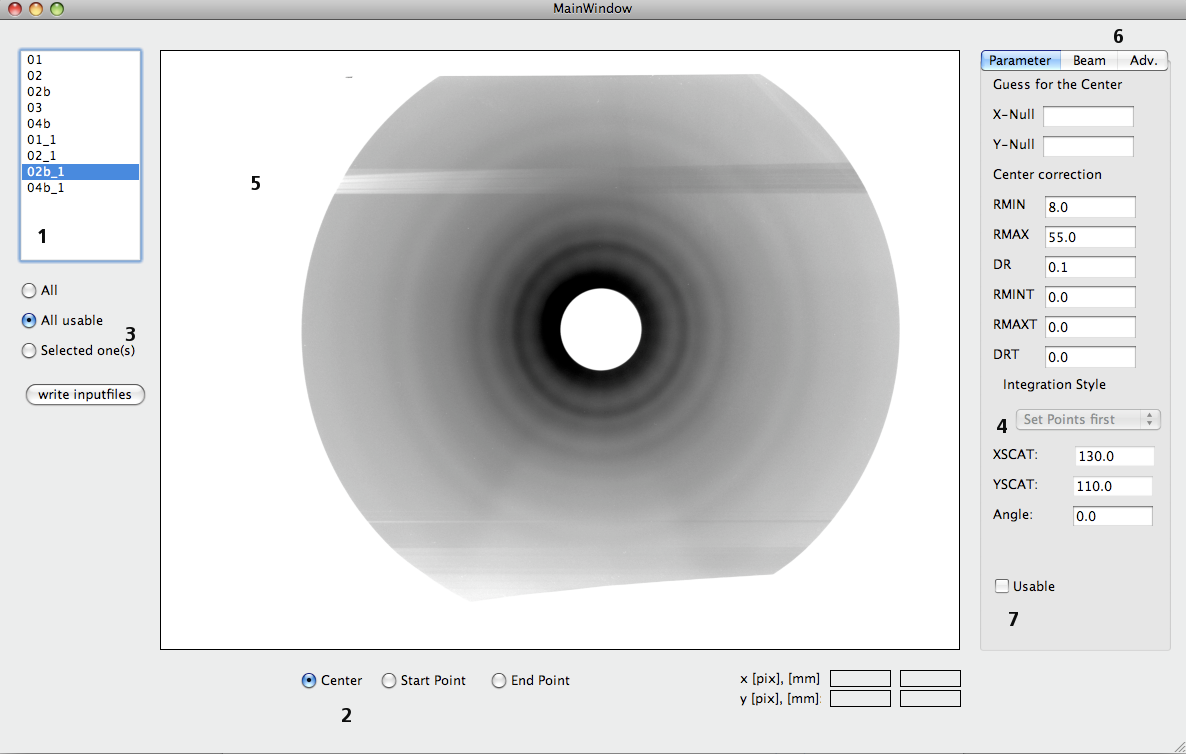 MainWindow
6
01
02
02b
03
04b
01_1
02_1
02b_1
04b_1
1
All
All usable
3
Selected one(s)
write inputfiles
5
Parameter Beam Adv.
Guess for the Center
X-Null
Y-Null
Center correction
RMIN 8.0
RMAX 55.0
DR 0.1
RMINT 0.0
RMAXT 0.0
DRT 0.0
Integration Style
4 Set Points first
XSCAT: 130.0
YSCAT: 110.0
Angle: 0.0
Usable
7
Center Start Point End Point
2
x [pix], [mm]
y [pix], [mm]: